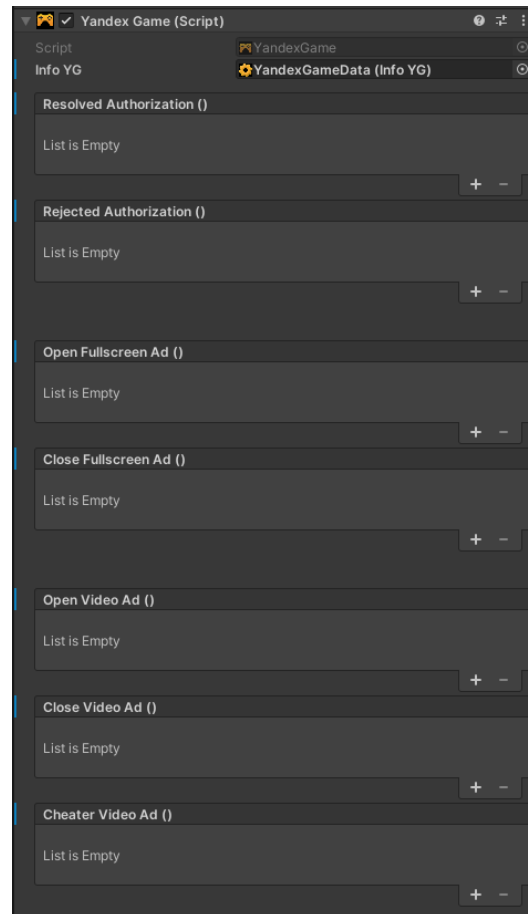 Yandex Game (Script)
Script YandexGame
Info YG YandexGameData (Info YG)
Resolved Authorization ()
List is Empty
+ −
Rejected Authorization ()
List is Empty
+ −
Open Fullscreen Ad ()
List is Empty
+ −
Close Fullscreen Ad ()
List is Empty
+ −
Open Video Ad ()
List is Empty
+ −
Close Video Ad ()
List is Empty
+ −
Cheater Video Ad ()
List is Empty
+ −